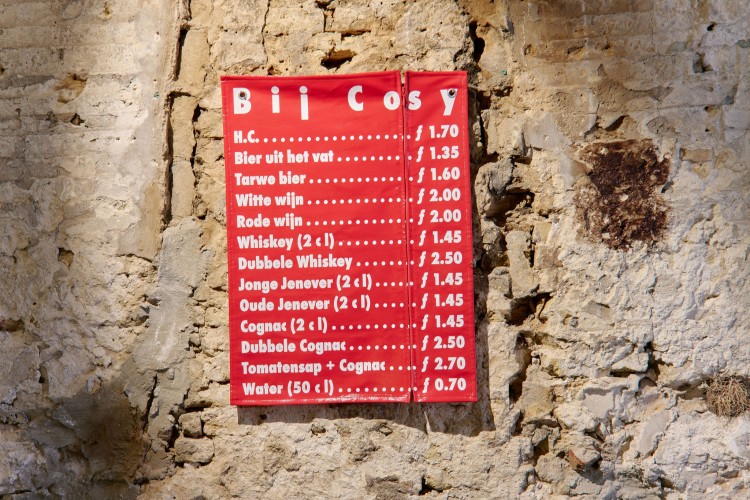 Bij Cosy
H.C. ƒ 1.70
Bier uit het vat ƒ 1.35
Tarwe bier ƒ 1.60
Witte wijn ƒ 2.00
Rode wijn ƒ 2.00
Whiskey (2 cl) ƒ 1.45
Dubbele Whiskey ƒ 2.50
Jonge Jenever (2 cl) ƒ 1.45
Oude Jenever (2 cl) ƒ 1.45
Cognac (2 cl) ƒ 1.45
Dubbele Cognac ƒ 2.50
Tomatensap + Cognac ƒ 2.70
Water (50 cl) ƒ 0.70